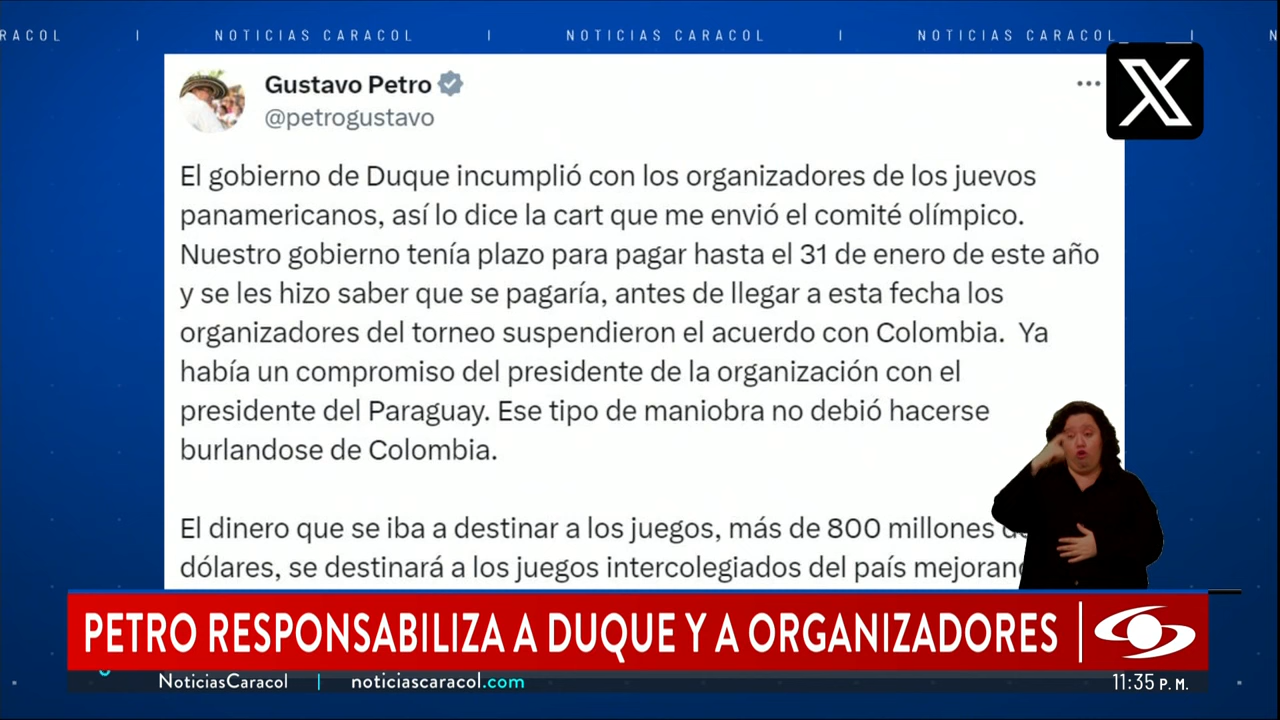 RACOL | NOTICIAS CARACOL | NOTICIAS CARACOL | NOTICIAS CARACOL | N
Gustavo Petro
@petrogustavo
El gobierno de Duque incumplió con los organizadores de los juevos
panamericanos, así lo dice la cart que me envió el comité olímpico.
Nuestro gobierno tenía plazo para pagar hasta el 31 de enero de este año
y se les hizo saber que se pagaría, antes de llegar a esta fecha los
organizadores del torneo suspendieron el acuerdo con Colombia.  Ya
había un compromiso del presidente de la organización con el
presidente del Paraguay. Ese tipo de maniobra no debió hacerse
burlandose de Colombia.
El dinero que se iba a destinar a los juegos, más de 800 millones
dólares, se destinará a los juegos intercolegiados del país
PETRO RESPONSABILIZA A DUQUE Y A ORGANIZADORES
NoticiasCaracol | noticiascaracol.com 11:35 P. M.